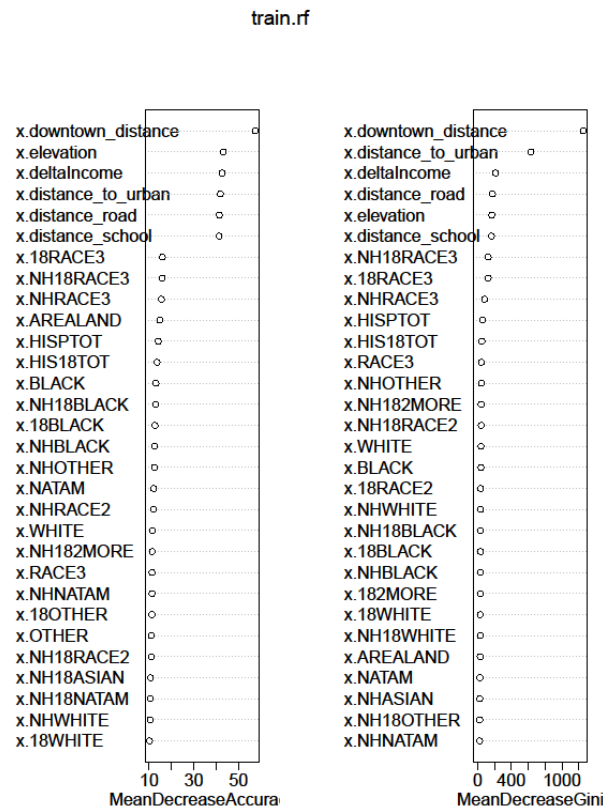 train.rf
x.downtown_distance
x.elevation
x.deltaIncome
x.distance_to_urban
x.distance_road
x.distance_school
x.18RACE3
x.NH18RACE3
x.NHRACE3
x.AREALAND
x.HISPTOT
x.HIS18TOT
x.BLACK
x.NH18BLACK
x.18BLACK
x.NHBLACK
x.NHOTHER
x.NATAM
x.NHRACE2
x.WHITE
x.NH182MORE
x.RACE3
x.NHNATAM
x.18OTHER
x.OTHER
x.NH18RACE2
x.NH18ASIAN
x.NH18NATAM
x.NHWHITE
x.18WHITE
10 30 50
MeanDecreaseAccura
x.downtown_distance
x.distance_to_urban
x.deltaIncome
x.distance_road
x.elevation
x.distance_school
x.NH18RACE3
x.18RACE3
x.NHRACE3
x.HISPTOT
x.HIS18TOT
x.RACE3
x.NHOTHER
x.NH182MORE
x.NH18RACE2
x.WHITE
x.BLACK
x.18RACE2
x.NHWHITE
x.NH18BLACK
x.18BLACK
x.NHBLACK
x.182MORE
x.18WHITE
x.NH18WHITE
x.AREALAND
x.NATAM
x.NHASIAN
x.NH18OTHER
x.NHNATAM
0 400 1000
MeanDecreaseGini